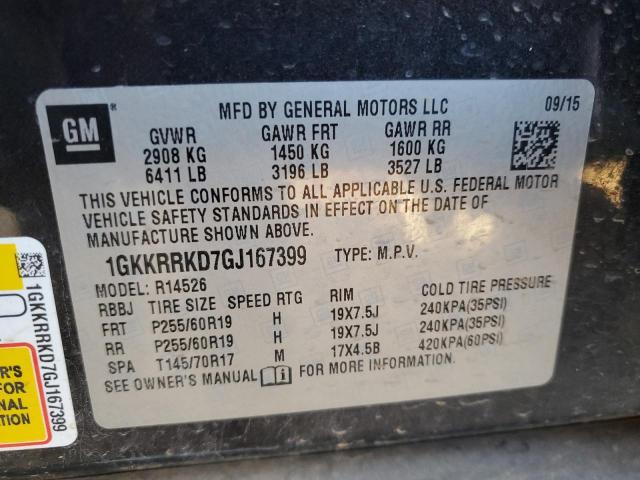 GM
MFD BY GENERAL MOTORS LLC 09/15
GVWR GAWR FRT GAWR RR
2908 KG 1450 KG 1600 KG
6411 LB 3196 LB 3527 LB
THIS VEHICLE CONFORMS TO ALL APPLICABLE U.S. FEDERAL MOTOR
VEHICLE SAFETY STANDARDS IN EFFECT ON THE DATE OF
MANUFACTURE SHOWN ABOVE.
1GKKRRKD7GJ167399 TYPE: M.P.V.
MODEL: R14526
RBBJ TIRE SIZE SPEED RTG RIM COLD TIRE PRESSURE
FRT P255/60R19 H 19X7.5J 240KPA(35PSI)
RR P255/60R19 H 19X7.5J 240KPA(35PSI)
SPA T145/70R17 M 17X4.5B 420KPA(60PSI)
SEE OWNER'S MANUAL FOR MORE INFORMATION.
1GKKRRKD7GJ167399
R'S
FOR
NAL
TION